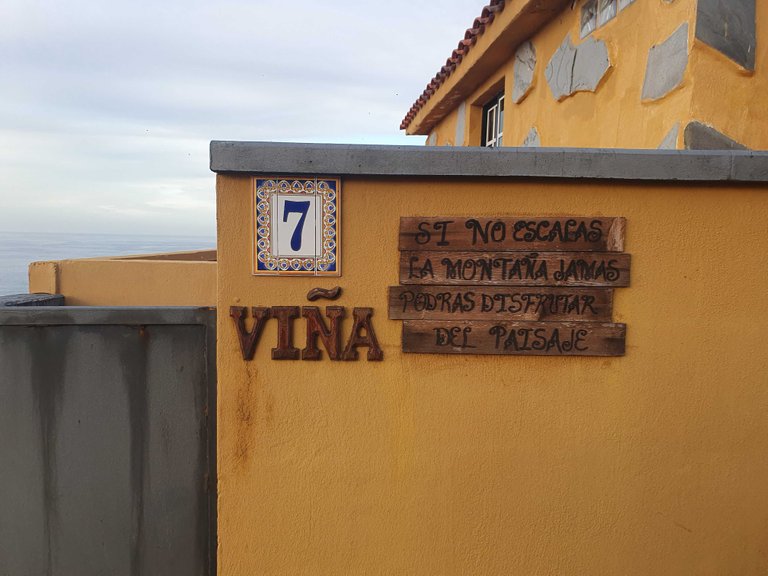 7
VIÑA
SI NO ESCALAS
LA MONTAÑA JAMAS
PODRAS DISFRUTAR
DEL PAISAJE